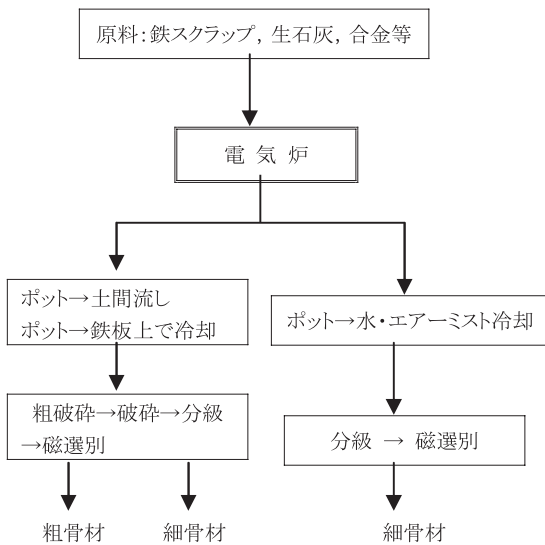 原料：鉄スクラップ，生石灰，合金等
電 気 炉
ポット→土間流し
ポット→鉄板上で冷却
ポット→水・エアーミスト冷却
粗破砕→破砕→分級
→磁選別
分級 → 磁選別
粗骨材
細骨材
細骨材